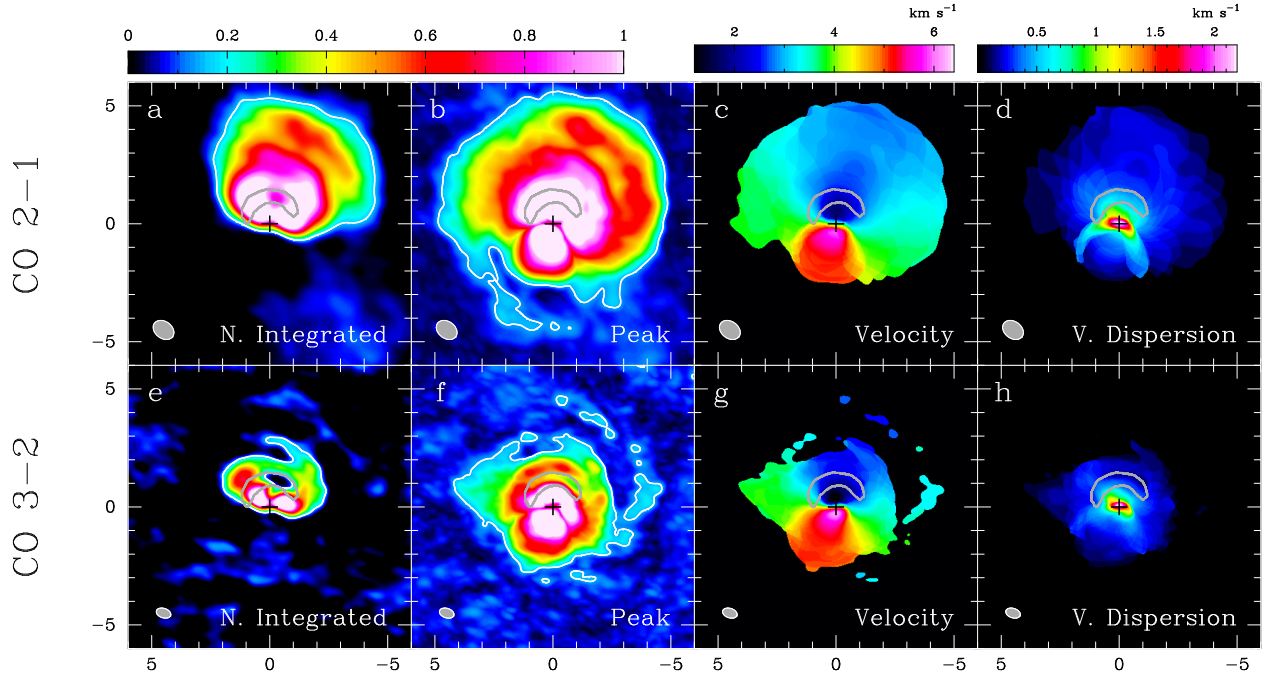 km s⁻¹ km s⁻¹
0 0.2 0.4 0.6 0.8 1 2 4 6 0.5 1 1.5 2
CO 2−1
5 a b c d
0
−5 N. Integrated Peak Velocity V. Dispersion
CO 3−2
5 e f g h
0
−5 N. Integrated Peak Velocity V. Dispersion
5 0 −5 5 0 −5 5 0 −5 5 0 −5